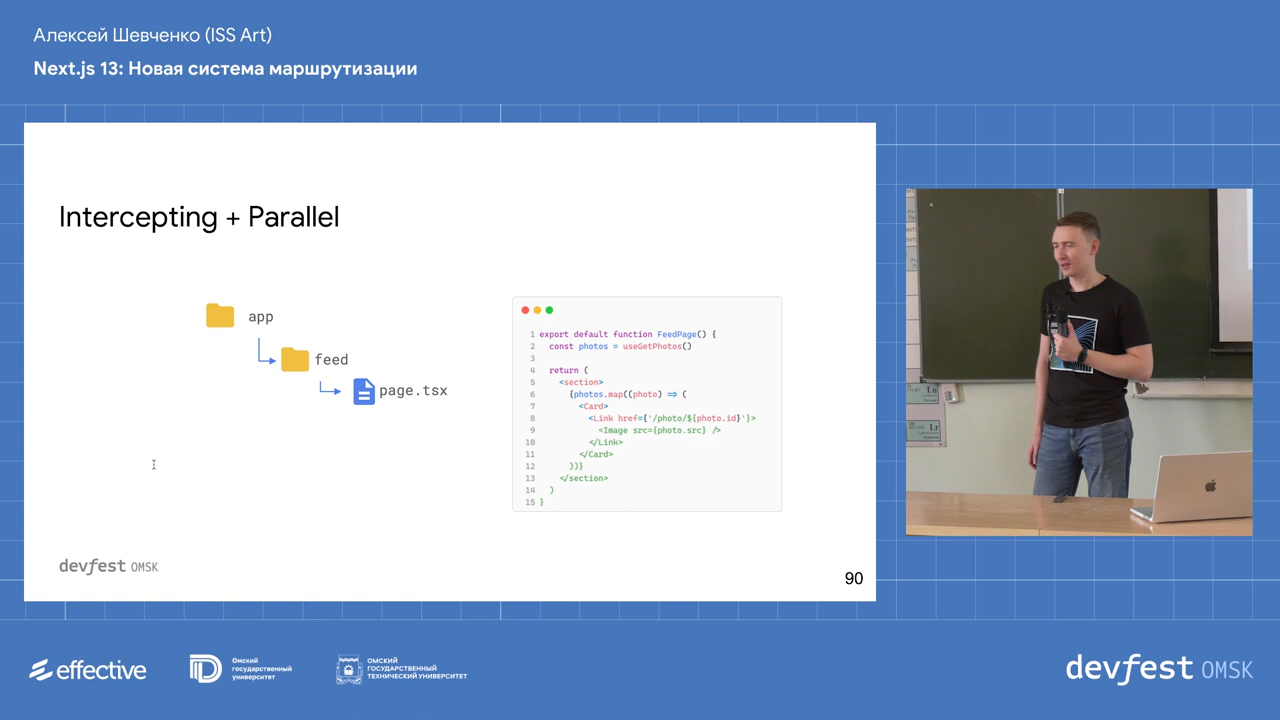 Алексей Шевченко (ISS Art)
Next.js 13: Новая система маршрутизации
Intercepting + Parallel
app
feed
page.tsx
1 export default function FeedPage() {
2 const photos = useGetPhotos()
3
4 return (
5 <section>
6 {photos.map((photo) => (
7 <Card>
8 <Link href={'/photo/${photo.id}'}>
9 <Image src={photo.src} />
10 </Link>
11 </Card>
12 ))}
13 </section>
14 )
15 }
devfest OMSK
90
Lu
Lr
effective
Омский
государственный
университет
ОМСКИЙ
ГОСУДАРСТВЕННЫЙ
ТЕХНИЧЕСКИЙ УНИВЕРСИТЕТ
devfest OMSK